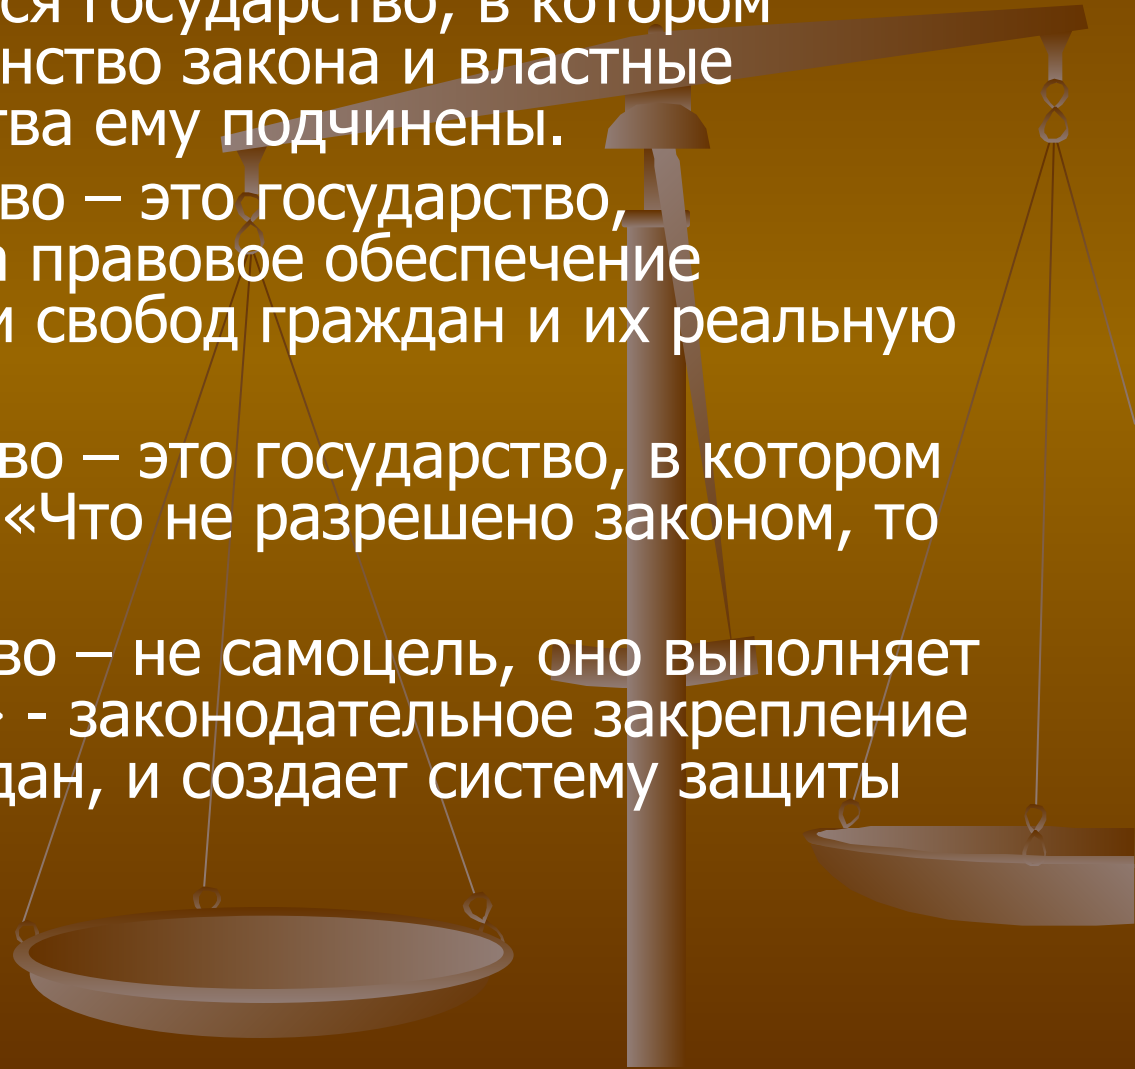 ся государство, в котором
нство закона и властные
тва ему подчинены.
во – это государство,
а правовое обеспечение
и свобод граждан и их реальную
во – это государство, в котором
«Что не разрешено законом, то
во – не самоцель, оно выполняет
» - законодательное закрепление
дан, и создает систему защиты